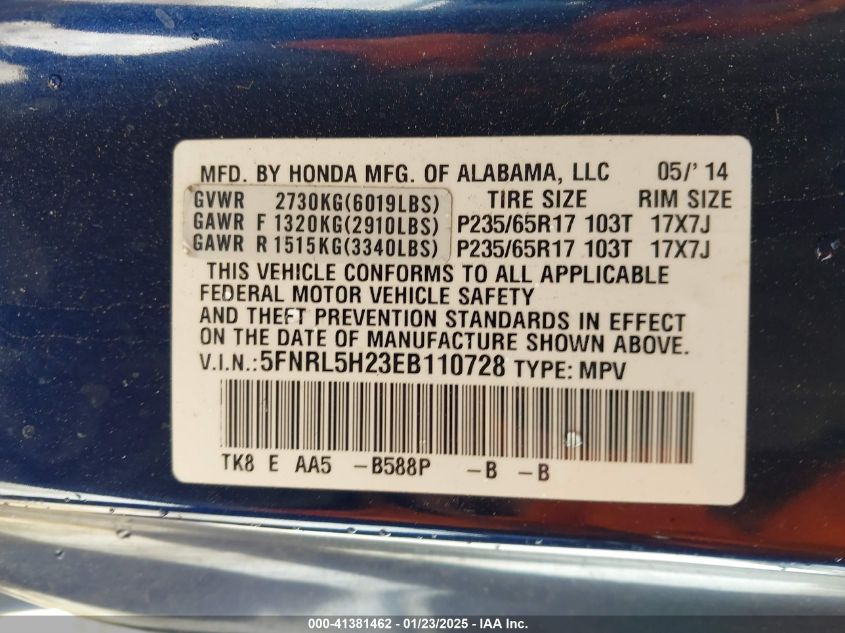 MFD. BY HONDA MFG. OF ALABAMA, LLC 05/' 14
GVWR 2730KG(6019LBS) TIRE SIZE RIM SIZE
GAWR F 1320KG(2910LBS) P235/65R17 103T 17X7J
GAWR R 1515KG(3340LBS) P235/65R17 103T 17X7J
THIS VEHICLE CONFORMS TO ALL APPLICABLE
FEDERAL MOTOR VEHICLE SAFETY
AND THEFT PREVENTION STANDARDS IN EFFECT
ON THE DATE OF MANUFACTURE SHOWN ABOVE.
V.I.N.:5FNRL5H23EB110728 TYPE: MPV
TK8 E AA5 -B588P -B -B
000-41381462 - 01/23/2025 - IAA Inc.